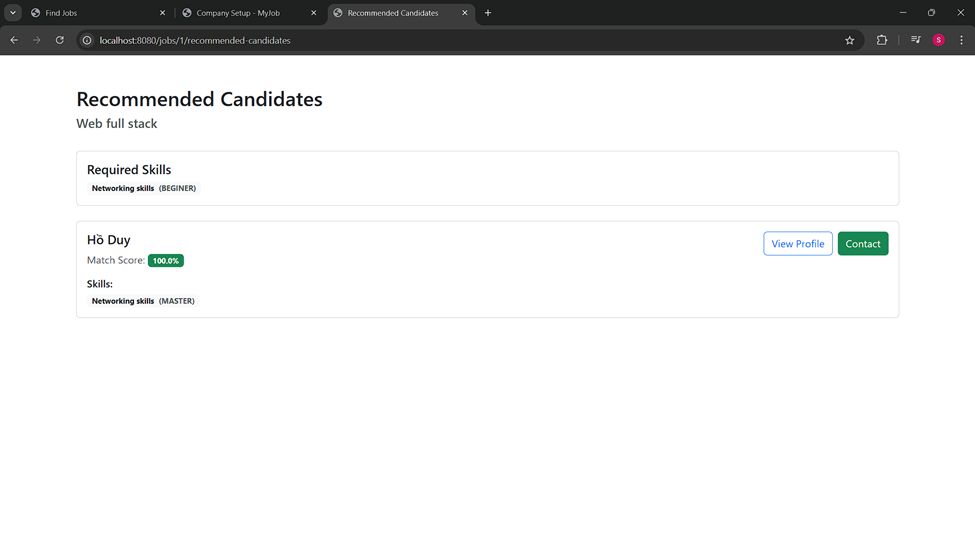 Find Jobs
Company Setup - MyJob
Recommended Candidates
localhost:8080/jobs/1/recommended-candidates
S
Recommended Candidates
Web full stack
Required Skills
Networking skills (BEGINER)
Hồ Duy
View Profile
Contact
Match Score: 100.0%
Skills:
Networking skills (MASTER)